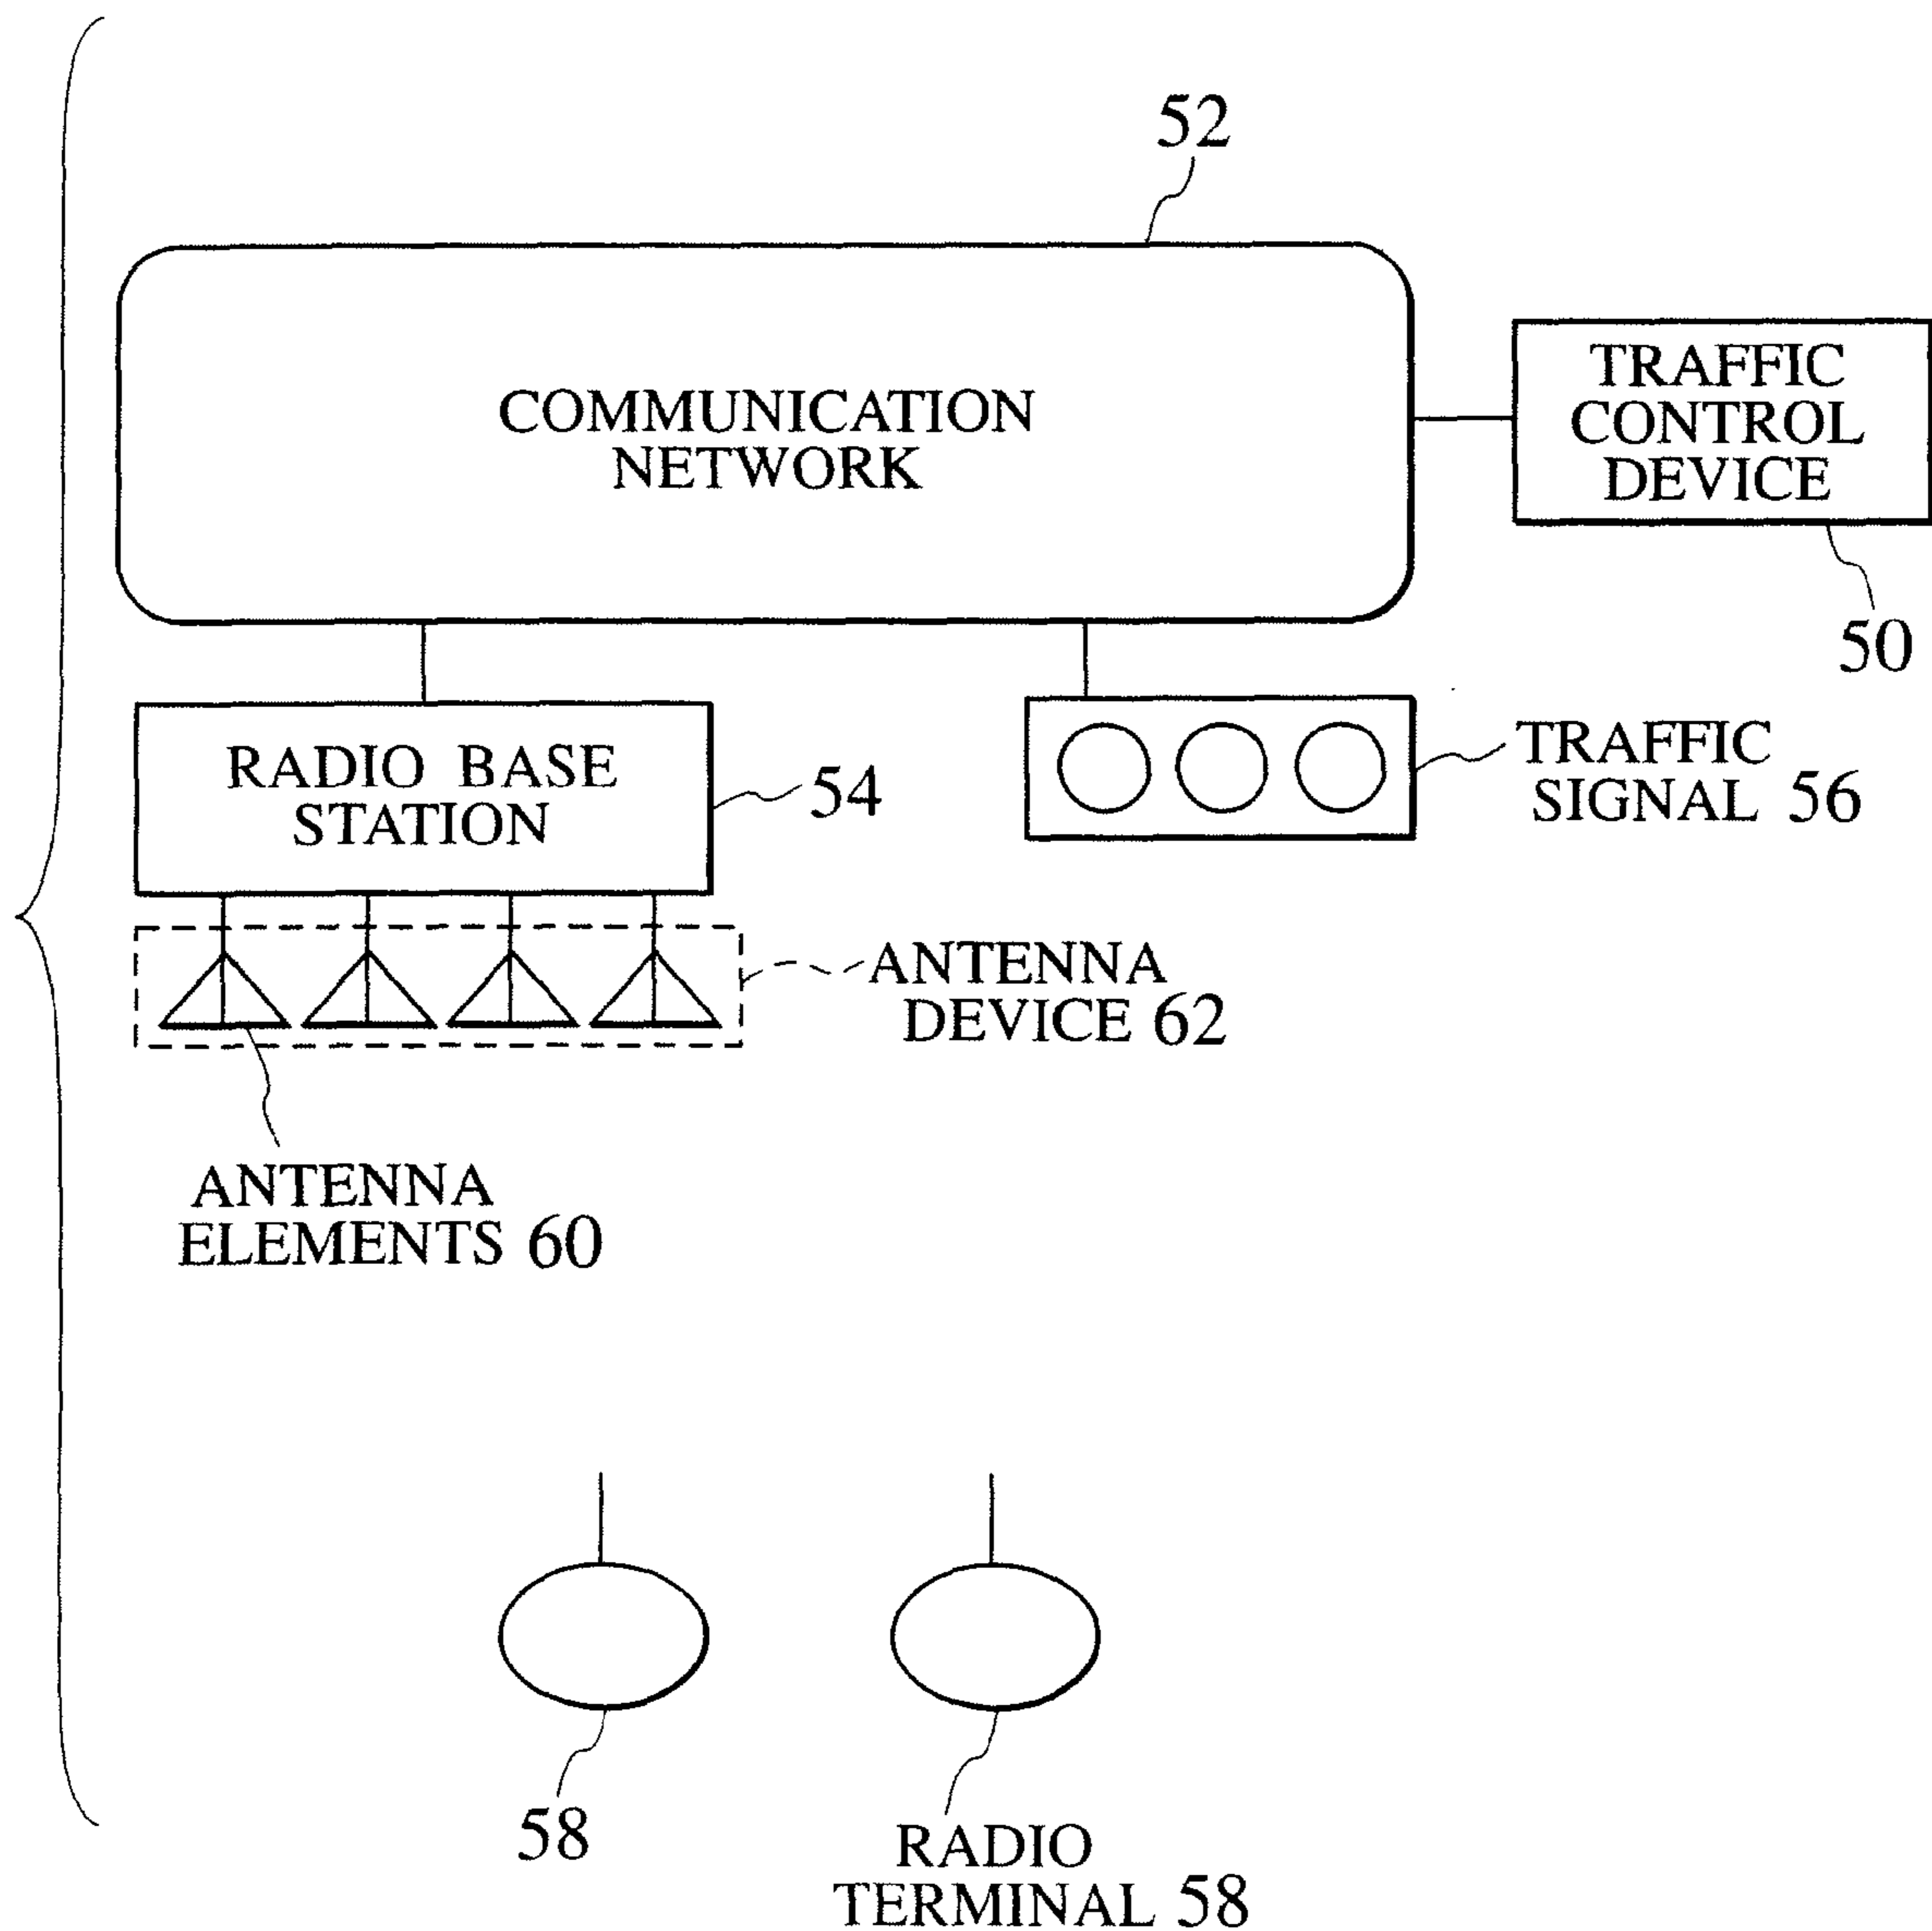 52
COMMUNICATION
NETWORK
TRAFFIC
CONTROL
DEVICE
50
RADIO BASE
STATION
54
TRAFFIC
SIGNAL 56
ANTENNA
DEVICE 62
ANTENNA
ELEMENTS 60
58
RADIO
TERMINAL 58